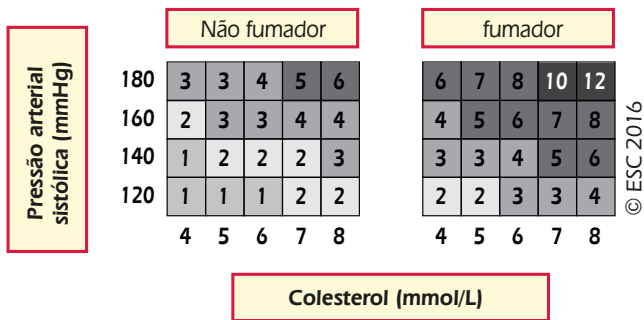 Não fumador fumador
180 3 3 4 5 6 6 7 8 10 12
160 2 3 3 4 4 4 5 6 7 8
140 1 2 2 2 3 3 3 4 5 6
120 1 1 1 2 2 2 2 3 3 4
4 5 6 7 8 4 5 6 7 8
Pressão arterial
sistólica (mmHg)
Colesterol (mmol/L)
© ESC 2016